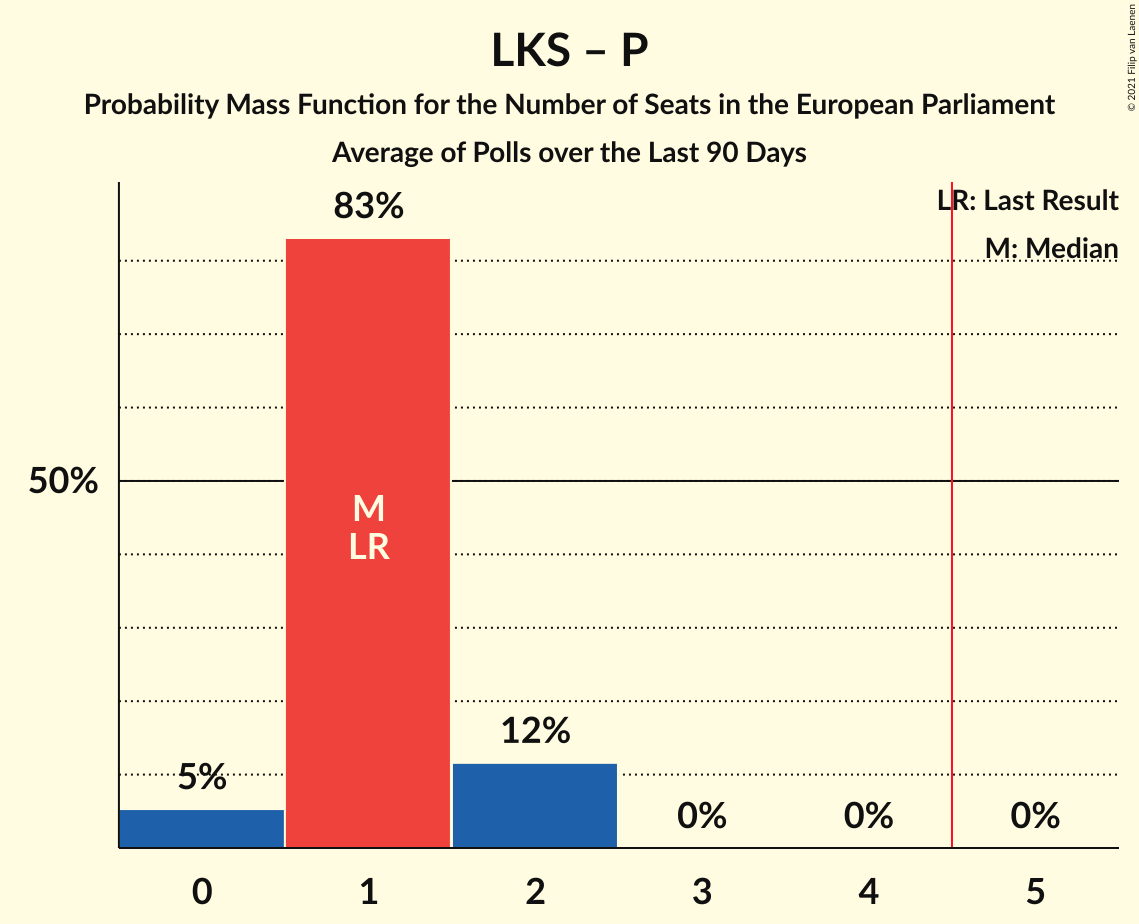 LKS – P
Probability Mass Function for the Number of Seats in the European Parliament
Average of Polls over the Last 90 Days
© 2021 Filip van Laenen
LR: Last Result
M: Median
83%
50%
M
LR
12%
5%
0%
0%
0%
0
1
2
3
4
5